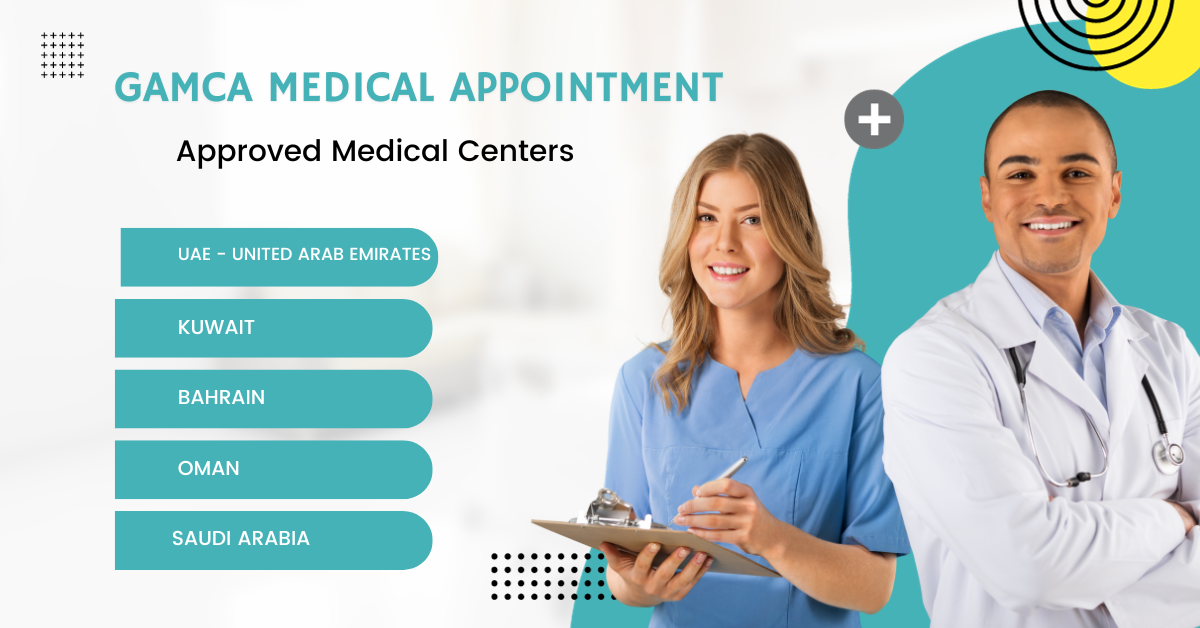 GAMCA MEDICAL APPOINTMENT
Approved Medical Centers
UAE - UNITED ARAB EMIRATES
KUWAIT
BAHRAIN
OMAN
SAUDI ARABIA